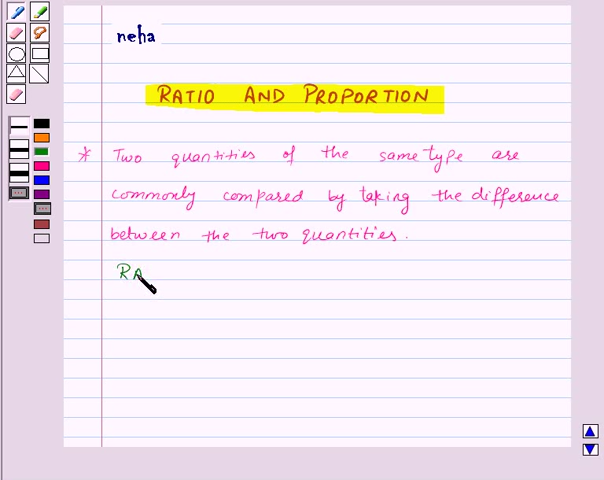 neha
RATIO AND PROPORTION
* Two quantities of the same type are
commonly compared by taking the difference
between the two quantities.
RA